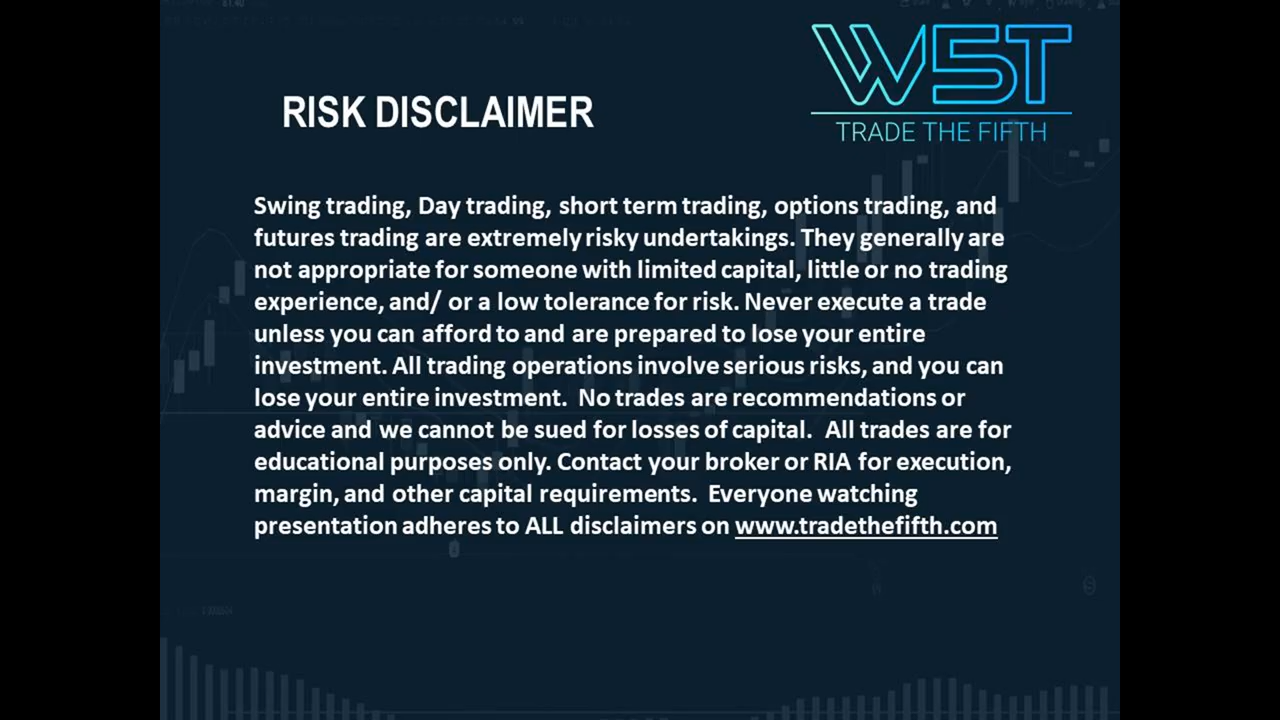 W5T
TRADE THE FIFTH
RISK DISCLAIMER
Swing trading, Day trading, short term trading, options trading, and
futures trading are extremely risky undertakings. They generally are
not appropriate for someone with limited capital, little or no trading
experience, and/ or a low tolerance for risk. Never execute a trade
unless you can afford to and are prepared to lose your entire
investment. All trading operations involve serious risks, and you can
lose your entire investment.  No trades are recommendations or
advice and we cannot be sued for losses of capital.  All trades are for
educational purposes only. Contact your broker or RIA for execution,
margin, and other capital requirements.  Everyone watching
presentation adheres to ALL disclaimers on www.tradethefifth.com